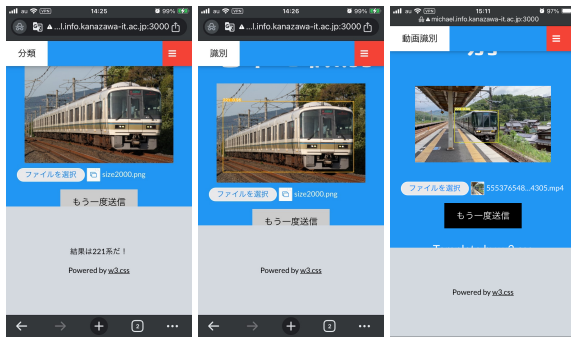 au VPN 14:25 99%
...l.info.kanazawa-it.ac.jp:3000
分類
ファイルを選択 size2000.png
もう一度送信
結果は221系だ！
Powered by w3.css
2
au VPN 14:26 99%
...l.info.kanazawa-it.ac.jp:3000
識別
ファイルを選択 size2000.png
もう一度送信
Powered by w3.css
2
au VPN 15:11 97%
michael.info.kanazawa-it.ac.jp:3000
動画識別
ファイルを選択 555376548...4305.mp4
もう一度送信
Powered by w3.css